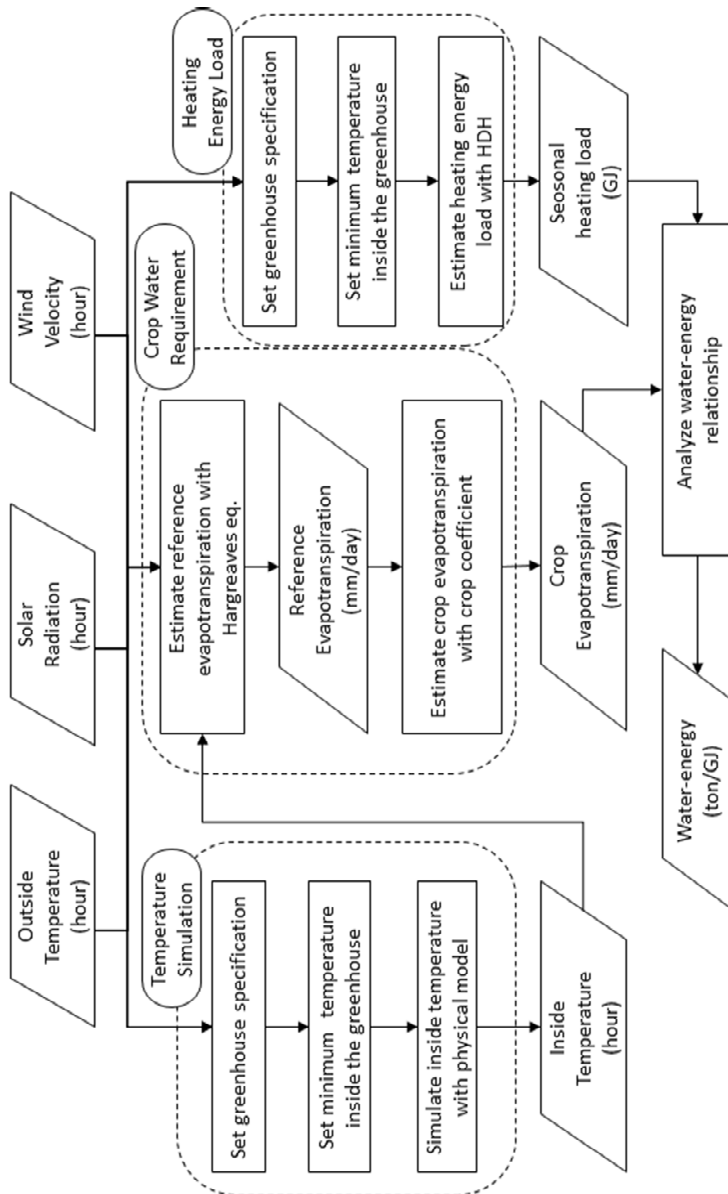 Outside
Temperature
(hour)
Solar
Radiation
(hour)
Wind
Velocity
(hour)
Temperature
Simulation
Set greenhouse specification
Set minimum temperature
inside the greenhouse
Simulate inside temperature
with physical model
Inside
Temperature
(hour)
Crop Water
Requirement
Estimate reference
evapotranspiration with
Hargreaves eq.
Reference
Evapotranspiration
(mm/day)
Estimate crop evapotranspiration
with crop coefficient
Crop
Evapotranspiration
(mm/day)
Heating
Energy Load
Set greenhouse specification
Set minimum temperature
inside the greenhouse
Estimate heating energy
load with HDH
Seosonal
heating load
(GJ)
Water-energy
(ton/GJ)
Analyze water-energy
relationship